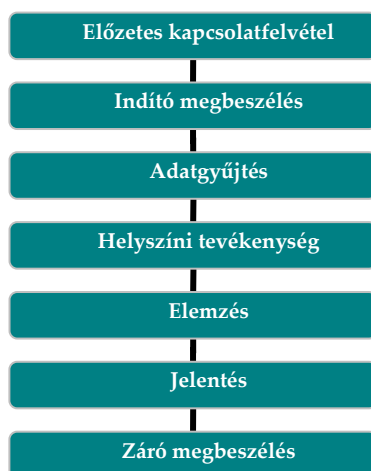 Előzetes kapcsolatfelvétel
Indító megbeszélés
Adatgyűjtés
Helyszíni tevékenység
Elemzés
Jelentés
Záró megbeszélés